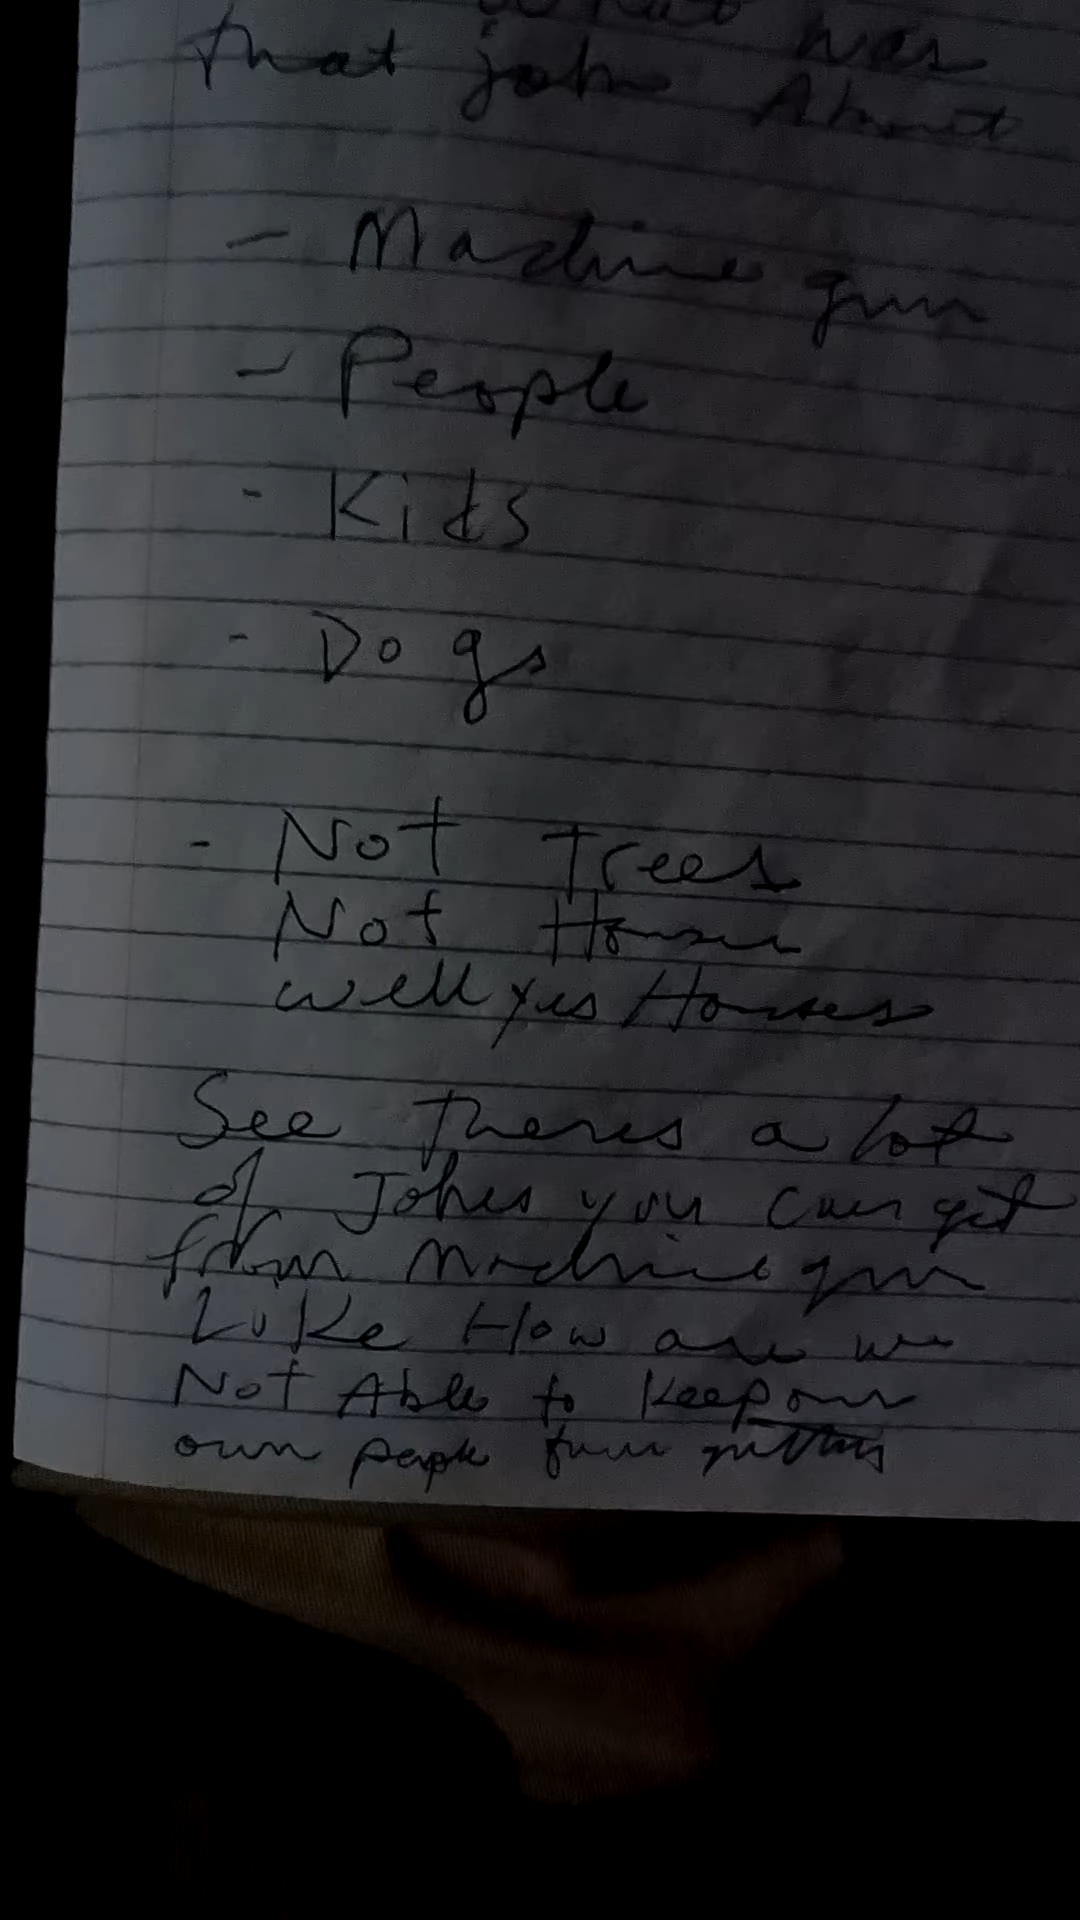 was
that joke About
- Machine gun
- People
- Kids
- Dogs
- Not Trees
Not House
well yes Houses
See Theres a lot
of Jokes you can get
from Machine gun
Like How are we
Not Able to Keep our
own people from getting